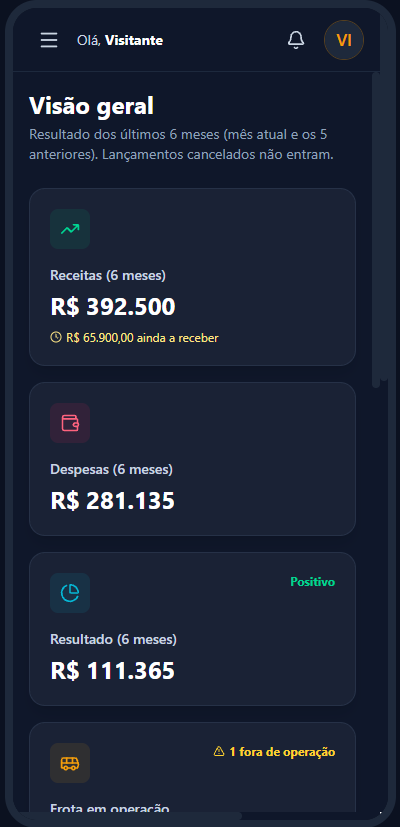 Olá, Visitante
VI
Visão geral
Resultado dos últimos 6 meses (mês atual e os 5
anteriores). Lançamentos cancelados não entram.
Receitas (6 meses)
R$ 392.500
R$ 65.900,00 ainda a receber
Despesas (6 meses)
R$ 281.135
Positivo
Resultado (6 meses)
R$ 111.365
1 fora de operação
Frota em operação